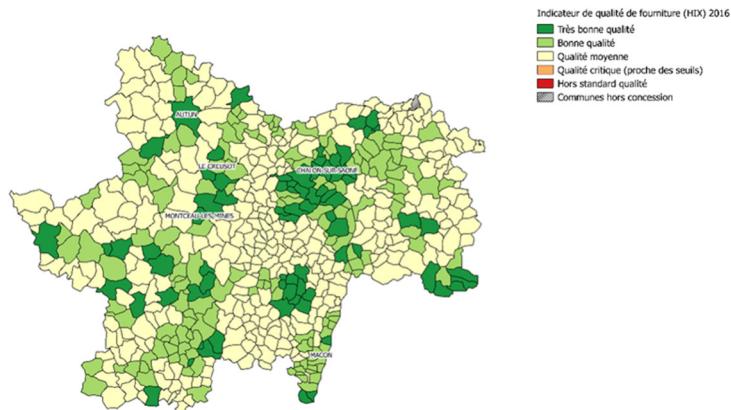 Indicateur de qualité de fourniture (HIX) 2016
Très bonne qualité
Bonne qualité
Qualité moyenne
Qualité critique (proche des seuils)
Hors standard qualité
Communes hors concession
AUTUN
LE CREUSOT
CHALON-SUR-SAONE
MONTCEAU-LES-MINES
MACON